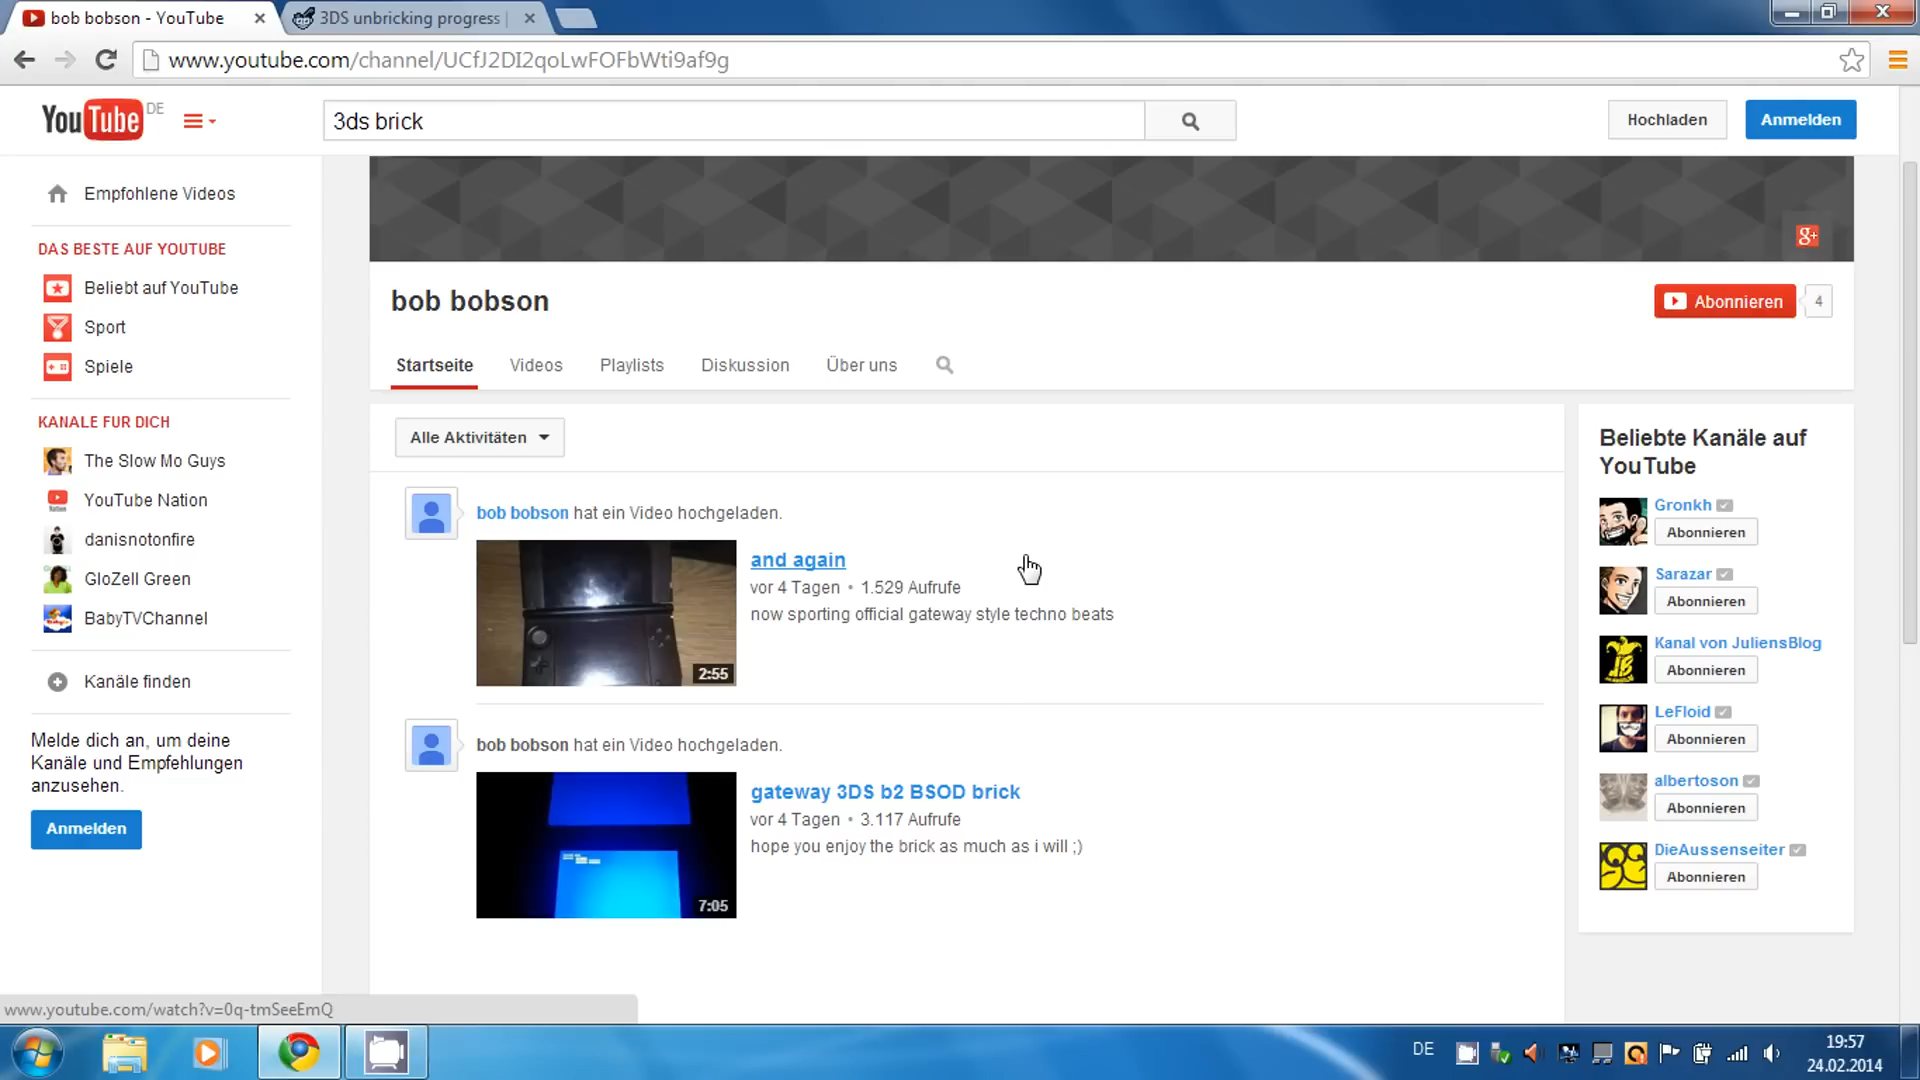 bob bobson - YouTube
3DS unbricking progress |
www.youtube.com/channel/UCfJ2DI2qoLwFOFbWti9af9g
YouTube DE
3ds brick
Hochladen
Anmelden
Empfohlene Videos
DAS BESTE AUF YOUTUBE
Beliebt auf YouTube
Sport
Spiele
KANALE FUR DICH
The Slow Mo Guys
YouTube Nation
danisnotonfire
GloZell Green
BabyTVChannel
Kanäle finden
Melde dich an, um deine
Kanäle und Empfehlungen
anzusehen.
Anmelden
g+
bob bobson
Abonnieren
4
Startseite
Videos
Playlists
Diskussion
Über uns
Alle Aktivitäten
bob bobson hat ein Video hochgeladen.
2:55
and again
vor 4 Tagen • 1.529 Aufrufe
now sporting official gateway style techno beats
bob bobson hat ein Video hochgeladen.
7:05
gateway 3DS b2 BSOD brick
vor 4 Tagen • 3.117 Aufrufe
hope you enjoy the brick as much as i will ;)
Beliebte Kanäle auf
YouTube
Gronkh
Abonnieren
Sarazar
Abonnieren
Kanal von JuliensBlog
Abonnieren
LeFloid
Abonnieren
albertoson
Abonnieren
DieAussenseiter
Abonnieren
www.youtube.com/watch?v=0q-tmSeeEmQ
DE
19:57
24.02.2014